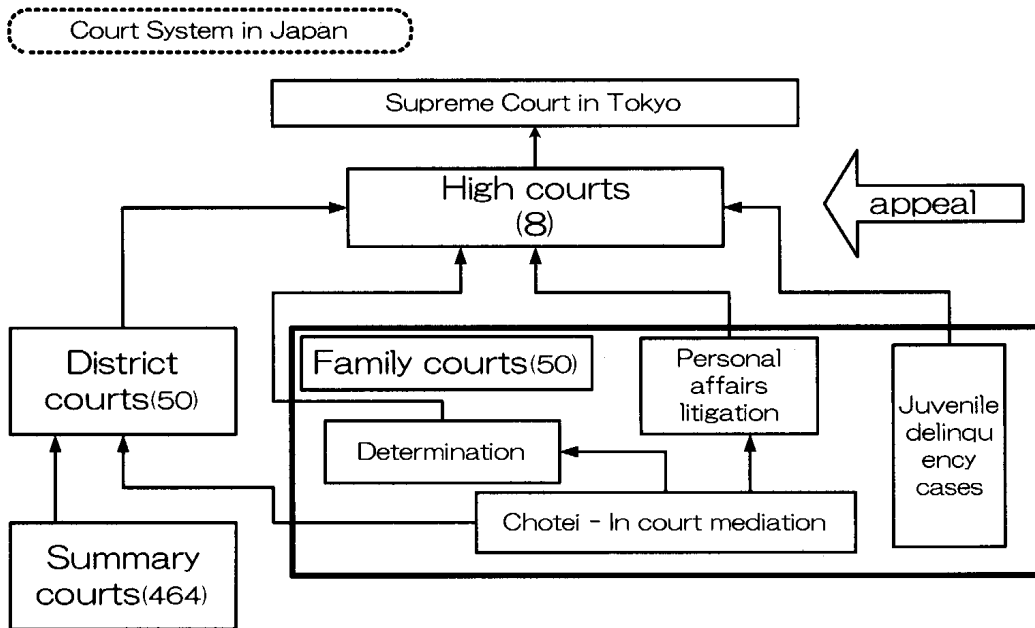 Court System in Japan
Supreme Court in Tokyo
High courts
(8)
appeal
District
courts(50)
Family courts(50)
Personal
affairs
litigation
Juvenile
delinqu
ency
cases
Determination
Chotei - In court mediation
Summary
courts(464)